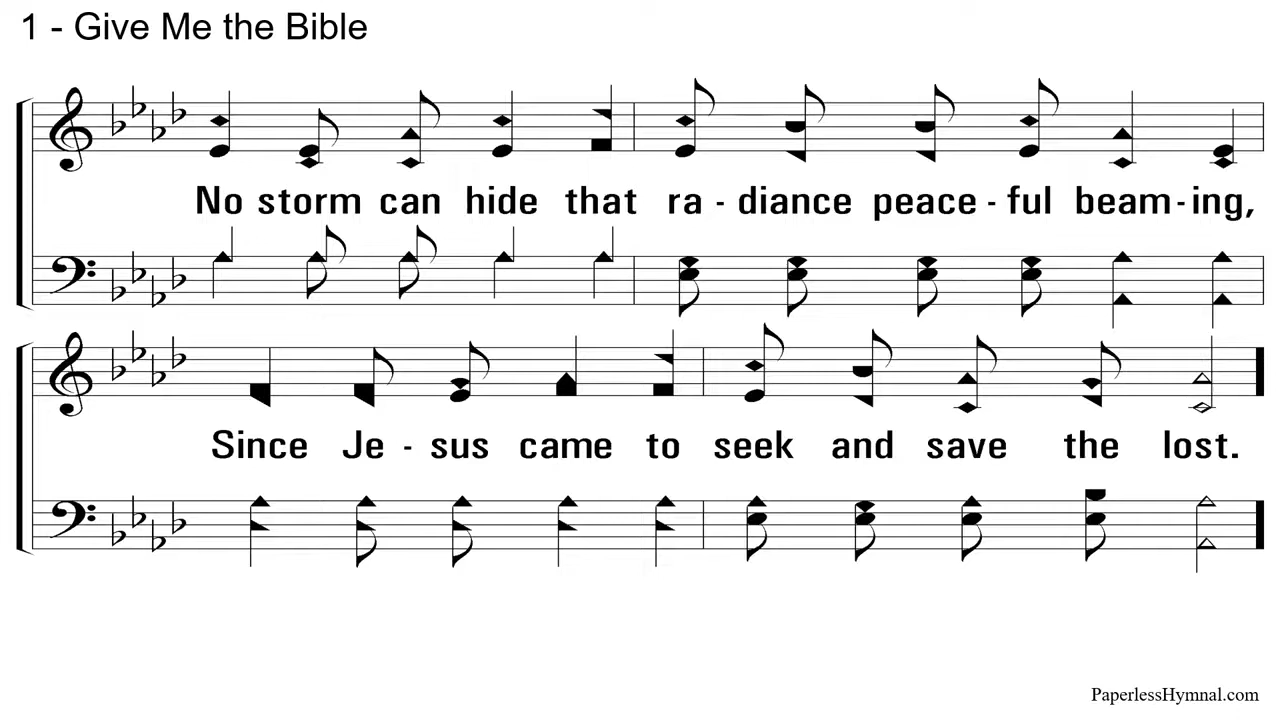 1 - Give Me the Bible
No storm can hide that ra - diance peace - ful beam - ing,
Since Je - sus came to seek and save the lost.
PaperlessHymnal.com